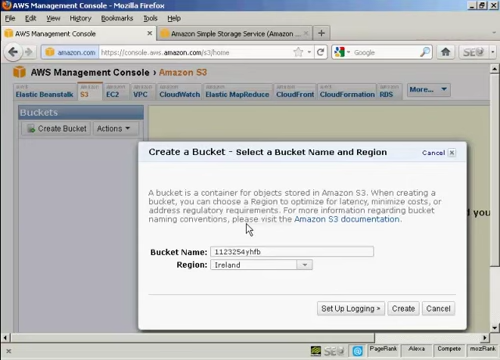 AWS Management Console - Mozilla Firefox
File Edit View History Bookmarks Tools Help
AWS Management Console Amazon Simple Storage Service (Amazon ...
amazon.com https://console.aws.amazon.com/s3/home Google
AWS Management Console > Amazon S3
Elastic Beanstalk S3 EC2 VPC CloudWatch Elastic MapReduce CloudFront CloudFormation RDS More...
Buckets
Create Bucket Actions
Create a Bucket - Select a Bucket Name and Region Cancel
A bucket is a container for objects stored in Amazon S3. When creating a
bucket, you can choose a Region to optimize for latency, minimize costs, or
address regulatory requirements. For more information regarding bucket
naming conventions, please visit the Amazon S3 documentation.
d you
Bucket Name: 1123254yhfb
Region: Ireland
Set Up Logging > Create Cancel
PageRank Alexa Compete mozRank